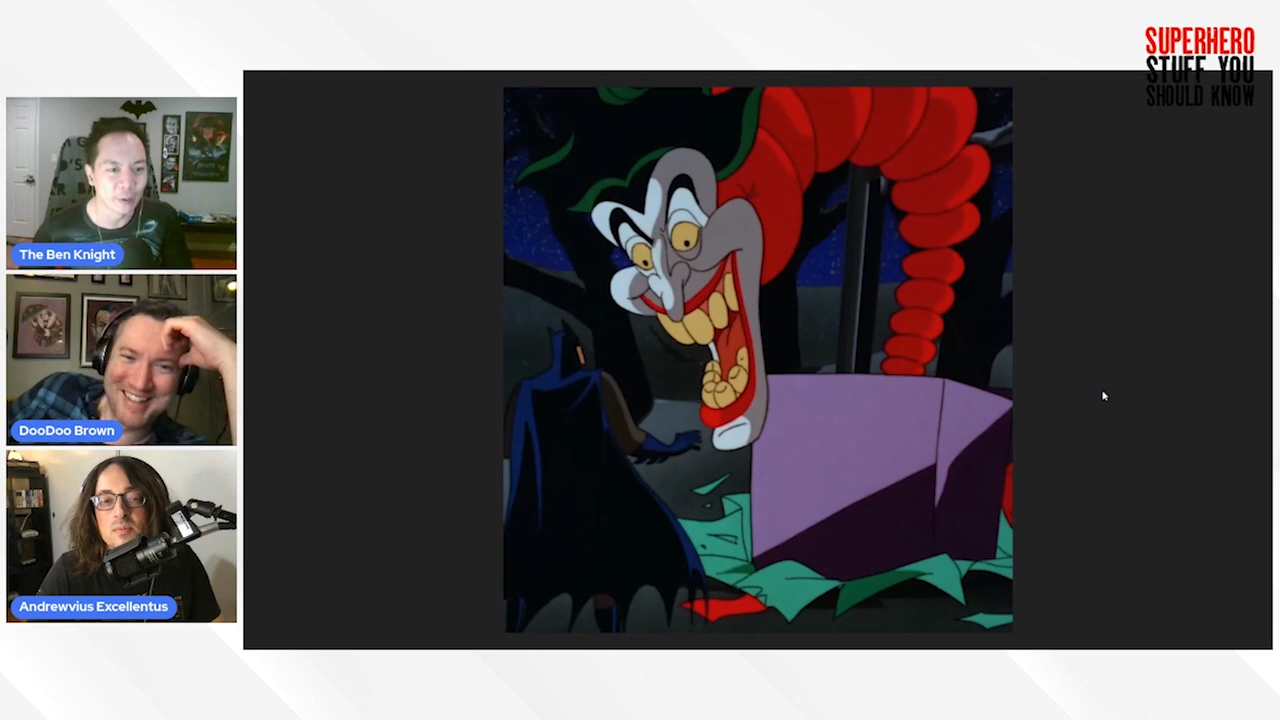 SUPERHERO
STUFF YOU
SHOULD KNOW
The Ben Knight
DooDoo Brown
Andrewvius Excellentus